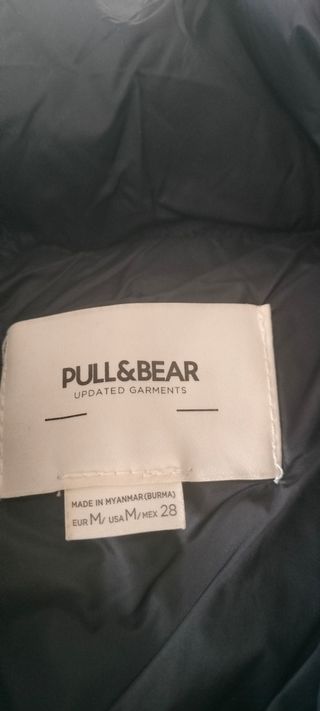 PULL&BEAR
UPDATED GARMENTS
MADE IN MYANMAR(BURMA)
EUR M/ USA M/ MEX 28